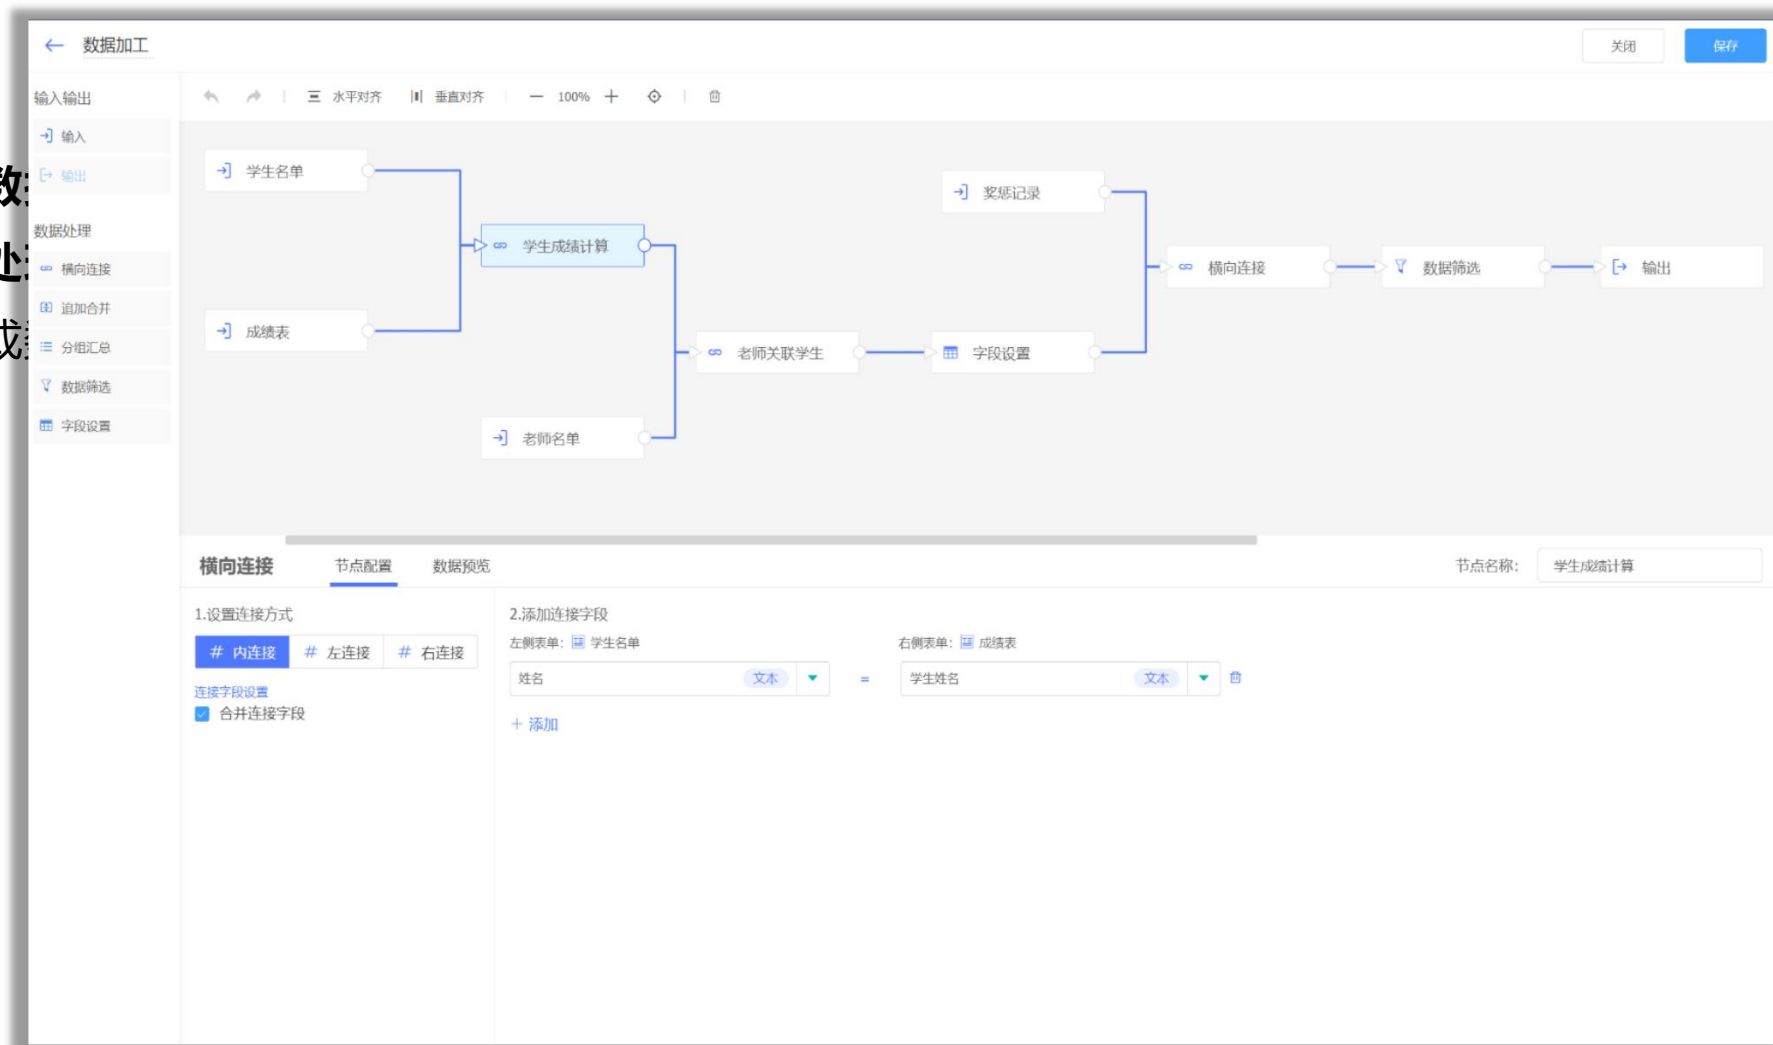 数据加工
关闭
保存
输入输出
水平对齐
垂直对齐
100%
输入
输出
数据处理
横向连接
追加合并
分组汇总
数据筛选
字段设置
学生名单
成绩表
学生成绩计算
老师名单
老师关联学生
奖惩记录
字段设置
横向连接
数据筛选
输出
横向连接
节点配置
数据预览
节点名称：
学生成绩计算
1.设置连接方式
# 内连接
# 左连接
# 右连接
连接字段设置
合并连接字段
2.添加连接字段
左侧表单： 学生名单
右侧表单： 成绩表
姓名 文本
=
学生姓名 文本
+ 添加